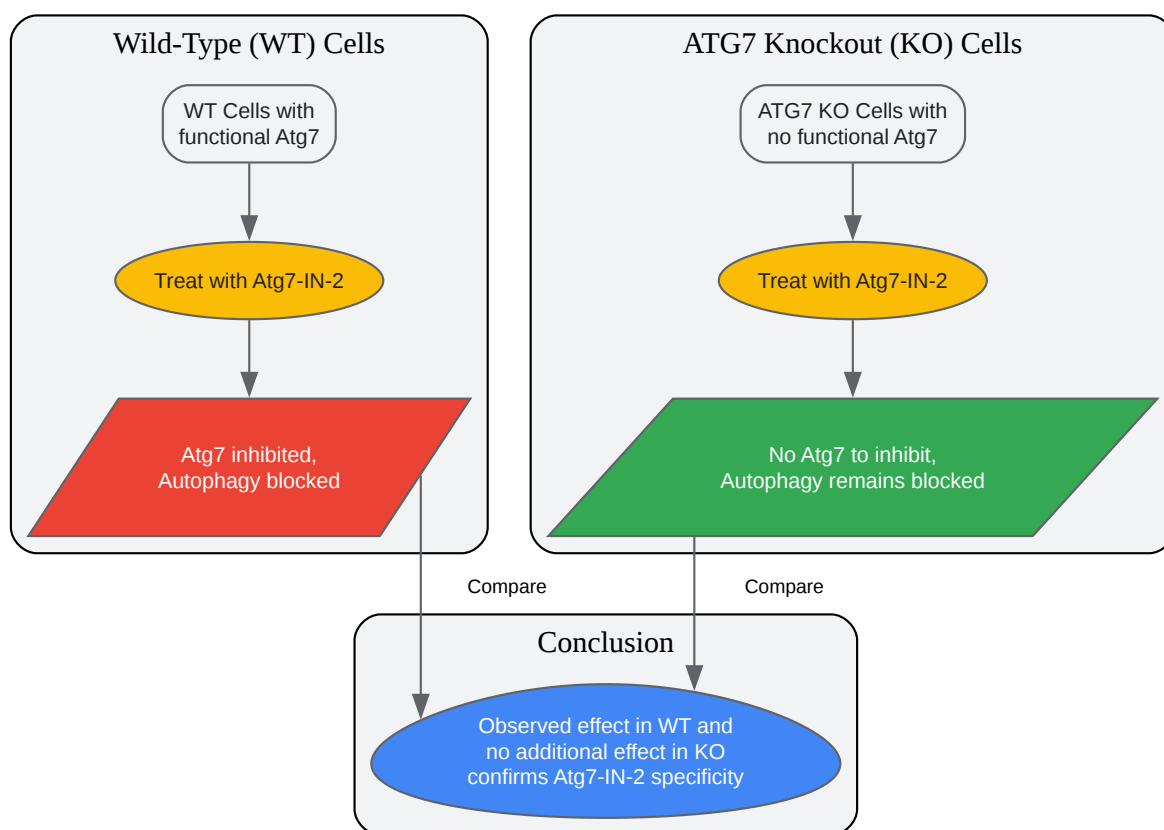 Wild-Type (WT) Cells
WT Cells with
functional Atg7
Treat with Atg7-IN-2
Atg7 inhibited,
Autophagy blocked
ATG7 Knockout (KO) Cells
ATG7 KO Cells with
no functional Atg7
Treat with Atg7-IN-2
No Atg7 to inhibit,
Autophagy remains blocked
Compare
Compare
Conclusion
Observed effect in WT and
no additional effect in KO
confirms Atg7-IN-2 specificity